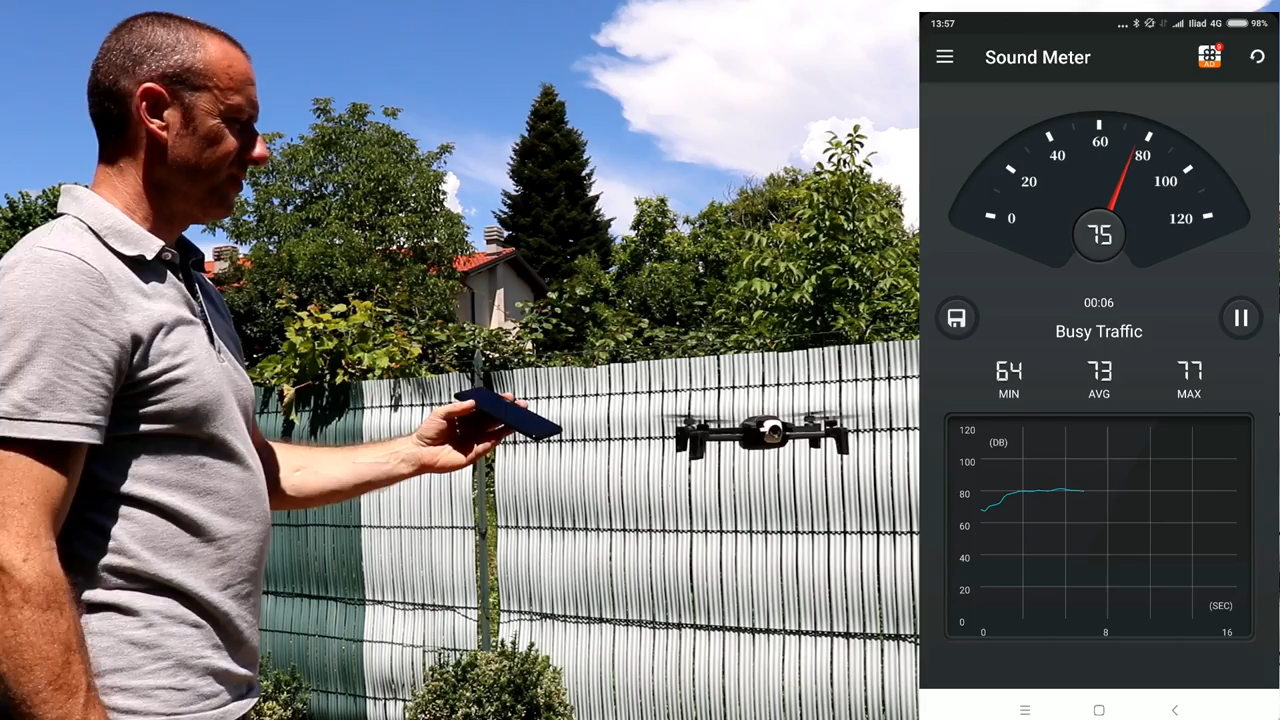 13:57 ... Iliad 4G 98%
Sound Meter
9
AD
0 20 40 60 80 100 120
75
00:06
Busy Traffic
64 73 77
MIN AVG MAX
120
(DB)
100
80
60
40
20
(SEC)
0
0 8 16